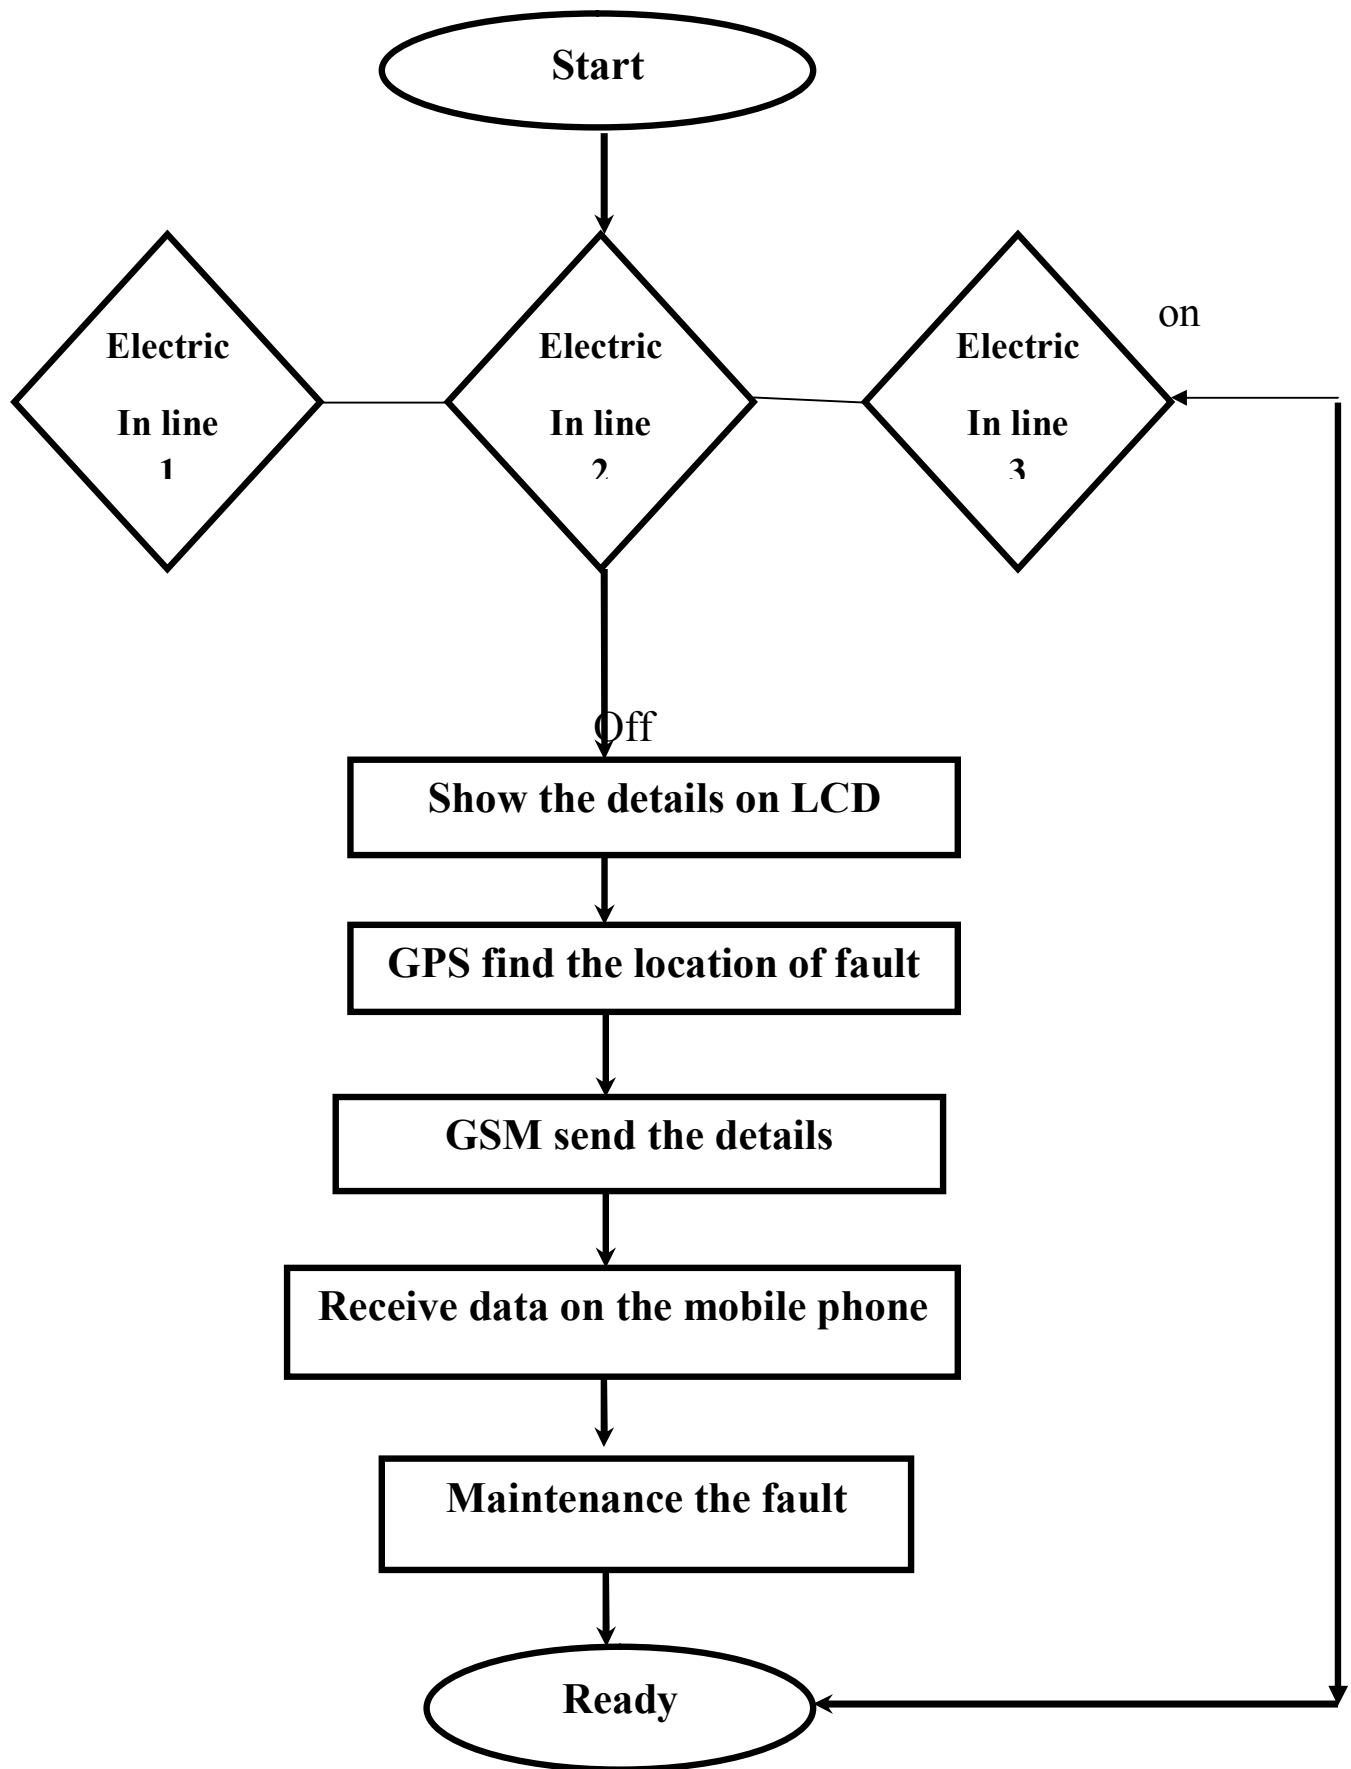 Start
Electric
In line
1
Electric
In line
2
Electric
In line
3
on
Off
Show the details on LCD
GPS find the location of fault
GSM send the details
Receive data on the mobile phone
Maintenance the fault
Ready